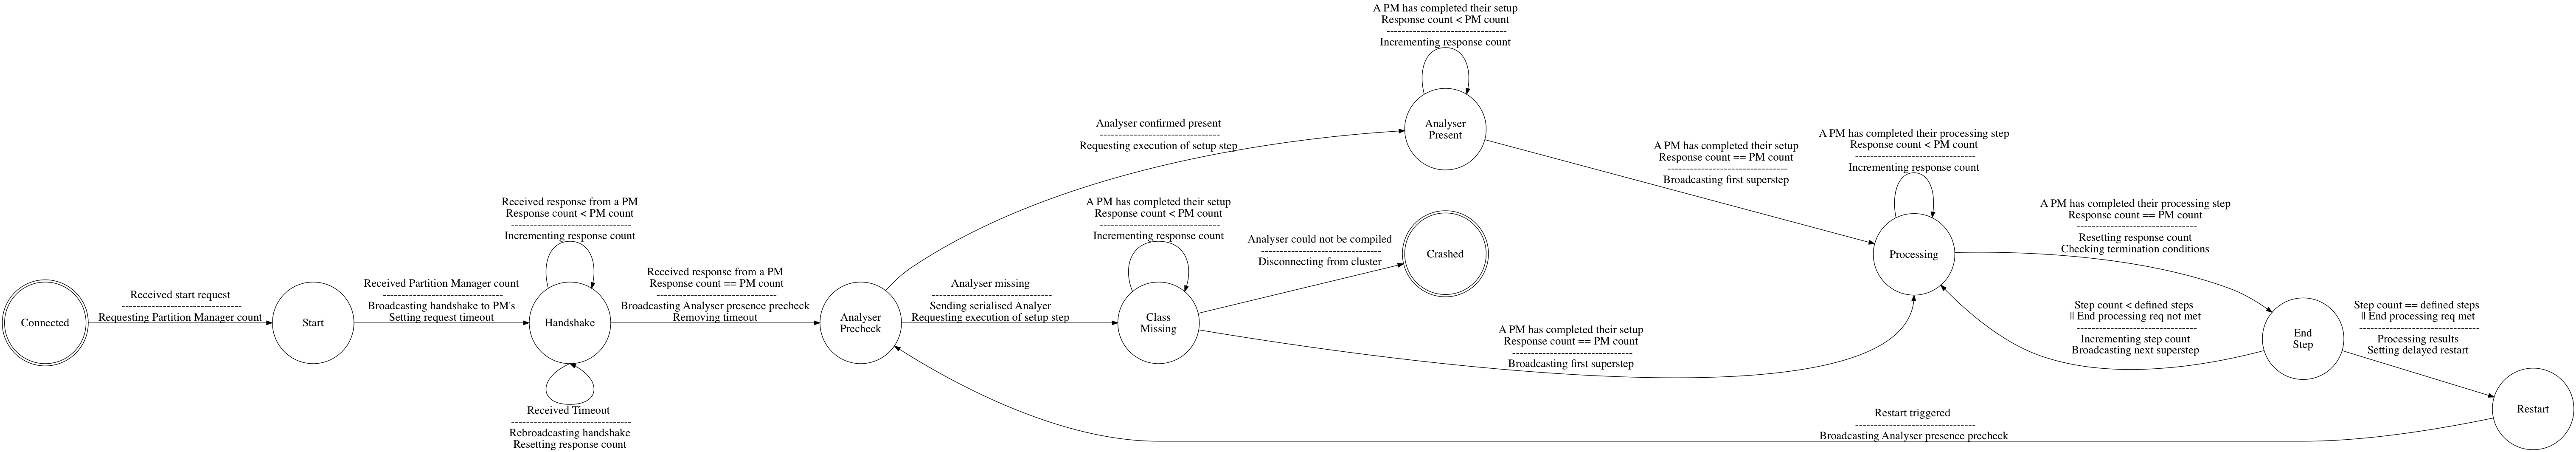 Connected
Received start request
--------------------------------
Requesting Partition Manager count
Start
Received Partition Manager count
--------------------------------
Broadcasting handshake to PM's
Setting request timeout
Handshake
Received response from a PM
Response count < PM count
--------------------------------
Incrementing response count
Received Timeout
--------------------------------
Rebroadcasting handshake
Resetting response count
Received response from a PM
Response count == PM count
--------------------------------
Broadcasting Analyser presence precheck
Removing timeout
Analyser
Precheck
Analyser confirmed present
--------------------------------
Requesting execution of setup step
Analyser missing
--------------------------------
Sending serialised Analyer
Requesting execution of setup step
Class
Missing
A PM has completed their setup
Response count < PM count
--------------------------------
Incrementing response count
Analyser could not be compiled
--------------------------------
Disconnecting from cluster
Crashed
A PM has completed their setup
Response count < PM count
--------------------------------
Incrementing response count
Analyser
Present
A PM has completed their setup
Response count == PM count
--------------------------------
Broadcasting first superstep
A PM has completed their setup
Response count == PM count
--------------------------------
Broadcasting first superstep
A PM has completed their processing step
Response count < PM count
--------------------------------
Incrementing response count
Processing
A PM has completed their processing step
Response count == PM count
--------------------------------
Resetting response count
Checking termination conditions
Step count < defined steps
|| End processing req not met
--------------------------------
Incrementing step count
Broadcasting next superstep
End
Step
Step count == defined steps
|| End processing req met
--------------------------------
Processing results
Setting delayed restart
Restart
Restart triggered
--------------------------------
Broadcasting Analyser presence precheck